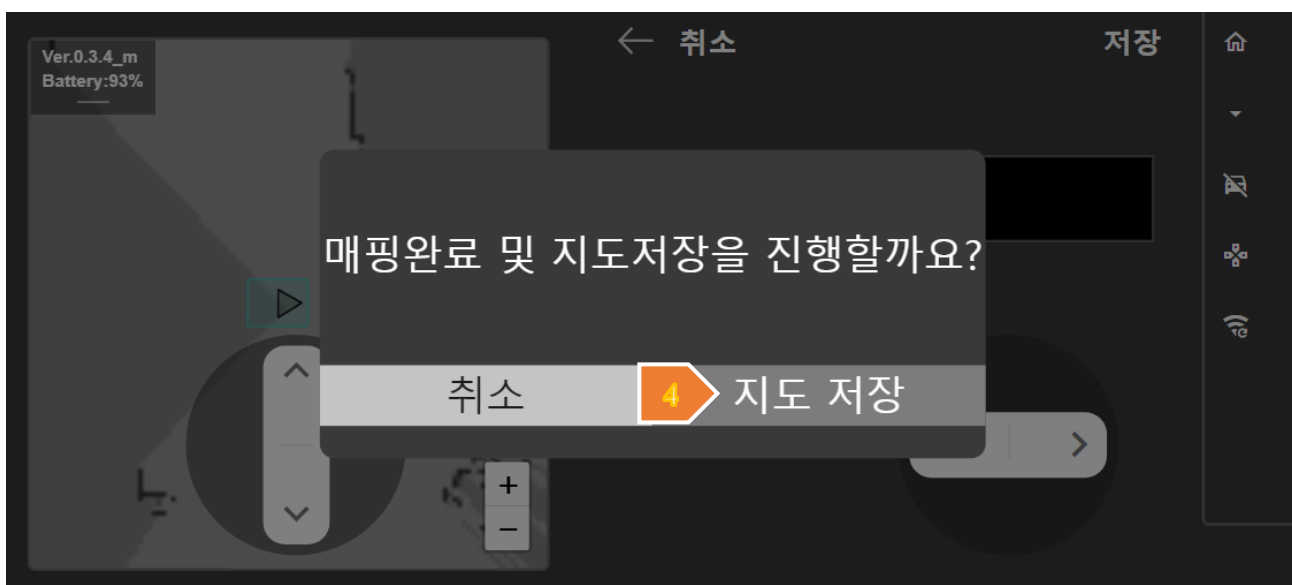 Ver.0.3.4_m
Battery:93%
취소
저장
매핑완료 및 지도저장을 진행할까요?
취소
4
지도 저장
+
−